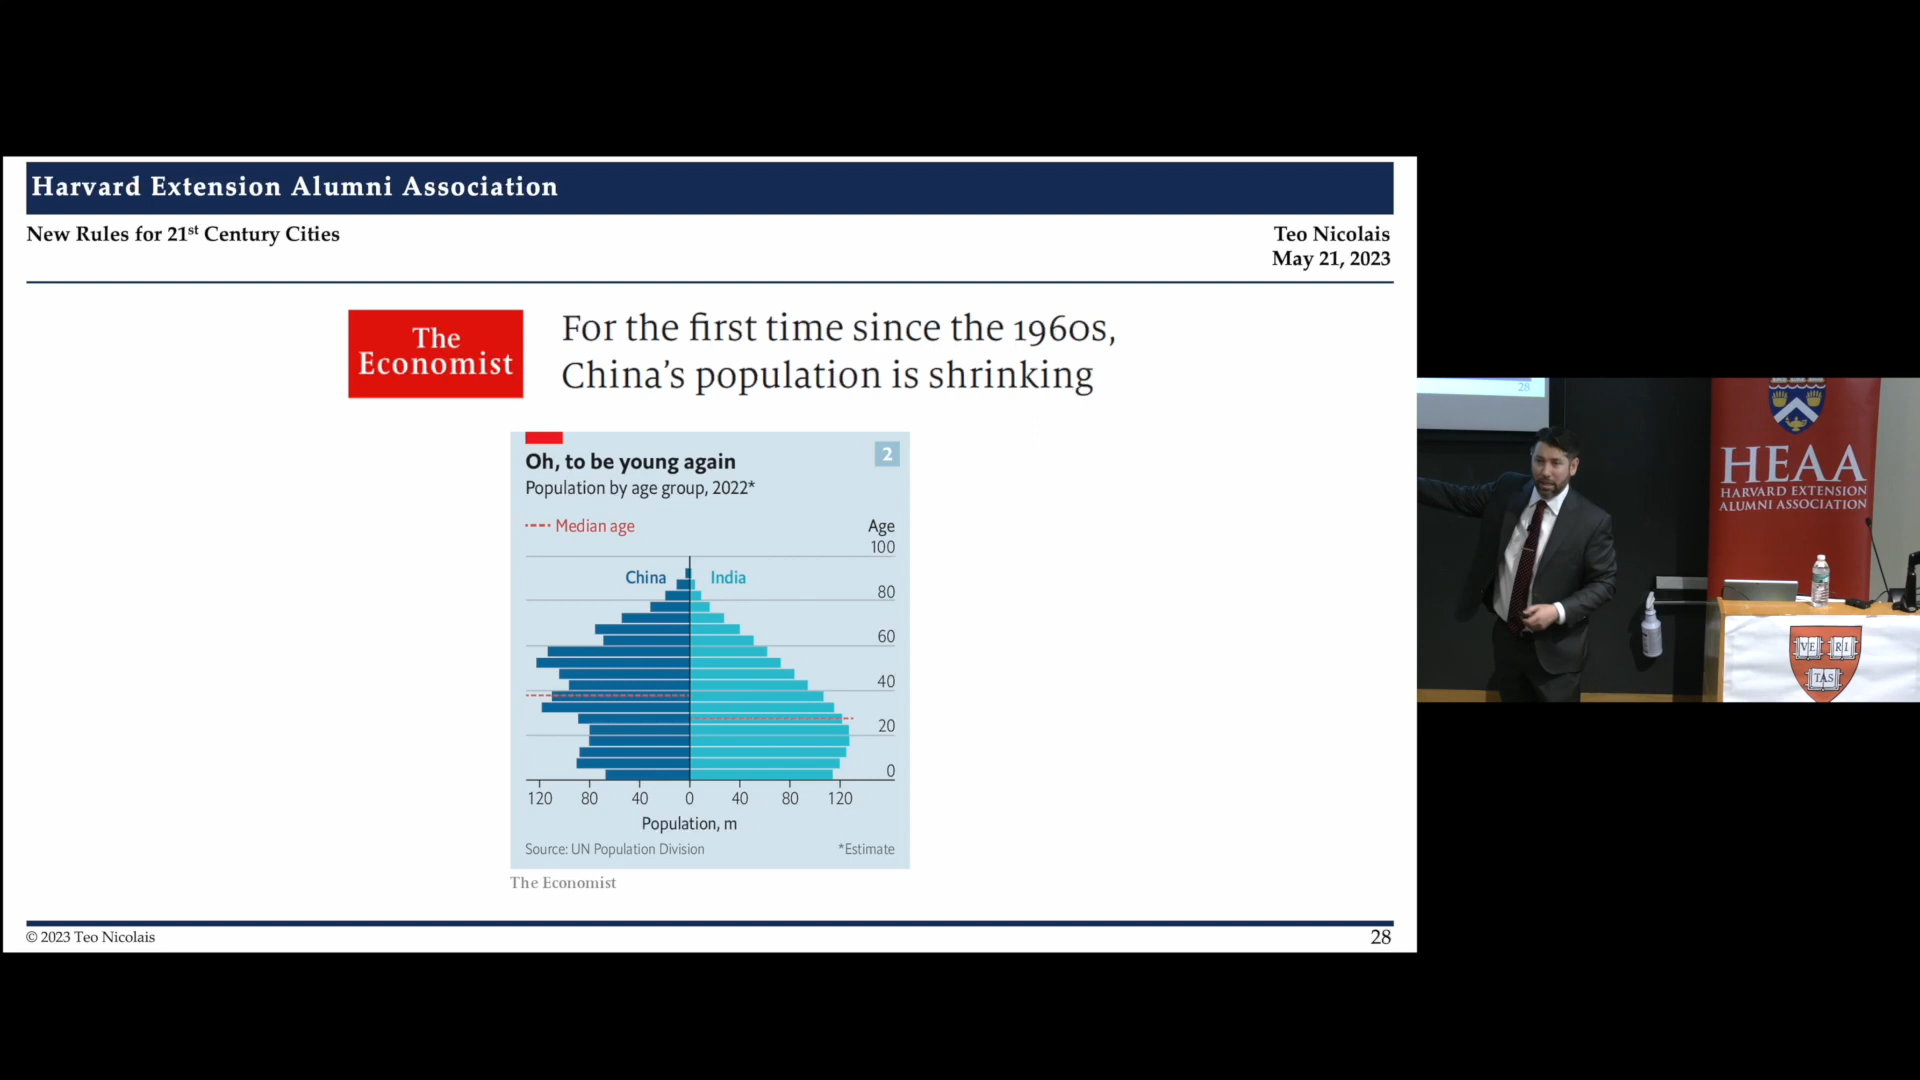 Harvard Extension Alumni Association
New Rules for 21st Century Cities
Teo Nicolais
May 21, 2023
The
Economist
For the first time since the 1960s,
China's population is shrinking
2
Oh, to be young again
Population by age group, 2022*
Median age
Age
100
China
India
80
60
40
20
0
120 80 40 0 40 80 120
Population, m
Source: UN Population Division
*Estimate
The Economist
© 2023 Teo Nicolais
28
28
HEAA
HARVARD EXTENSION
ALUMNI ASSOCIATION
VE RI
TAS